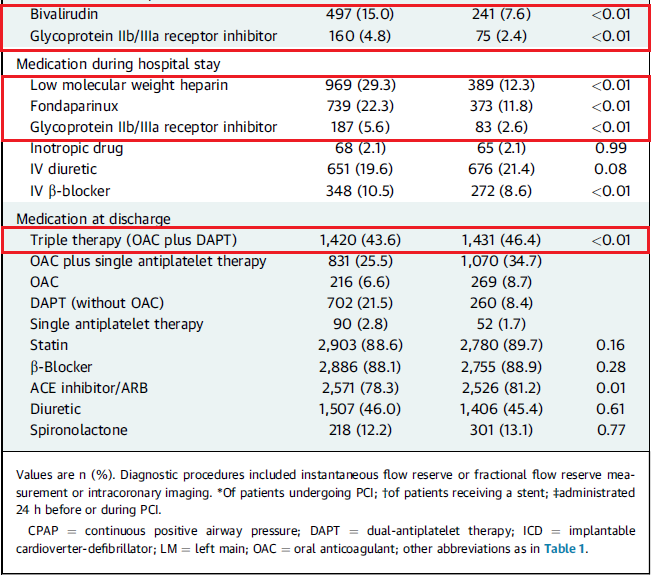 Bivalirudin 497 (15.0) 241 (7.6) <0.01
Glycoprotein IIb/IIIa receptor inhibitor 160 (4.8) 75 (2.4) <0.01
Medication during hospital stay
Low molecular weight heparin 969 (29.3) 389 (12.3) <0.01
Fondaparinux 739 (22.3) 373 (11.8) <0.01
Glycoprotein IIb/IIIa receptor inhibitor 187 (5.6) 83 (2.6) <0.01
Inotropic drug 68 (2.1) 65 (2.1) 0.99
IV diuretic 651 (19.6) 676 (21.4) 0.08
IV β-blocker 348 (10.5) 272 (8.6) <0.01
Medication at discharge
Triple therapy (OAC plus DAPT) 1,420 (43.6) 1,431 (46.4) <0.01
OAC plus single antiplatelet therapy 831 (25.5) 1,070 (34.7)
OAC 216 (6.6) 269 (8.7)
DAPT (without OAC) 702 (21.5) 260 (8.4)
Single antiplatelet therapy 90 (2.8) 52 (1.7)
Statin 2,903 (88.6) 2,780 (89.7) 0.16
β-Blocker 2,886 (88.1) 2,755 (88.9) 0.28
ACE inhibitor/ARB 2,571 (78.3) 2,526 (81.2) 0.01
Diuretic 1,507 (46.0) 1,406 (45.4) 0.61
Spironolactone 218 (12.2) 301 (13.1) 0.77
Values are n (%). Diagnostic procedures included instantaneous flow reserve or fractional flow reserve mea-
surement or intracoronary imaging. *Of patients undergoing PCI; †of patients receiving a stent; ‡administrated
24 h before or during PCI.
CPAP = continuous positive airway pressure; DAPT = dual-antiplatelet therapy; ICD = implantable
cardioverter-defibrillator; LM = left main; OAC = oral anticoagulant; other abbreviations as in Table 1.